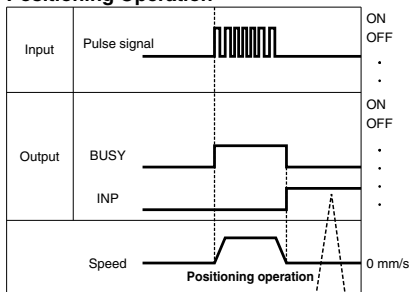 Positioning Operation
Input
Pulse signal
ON
OFF
Output
BUSY
INP
ON
OFF
Speed
Positioning operation
0 mm/s